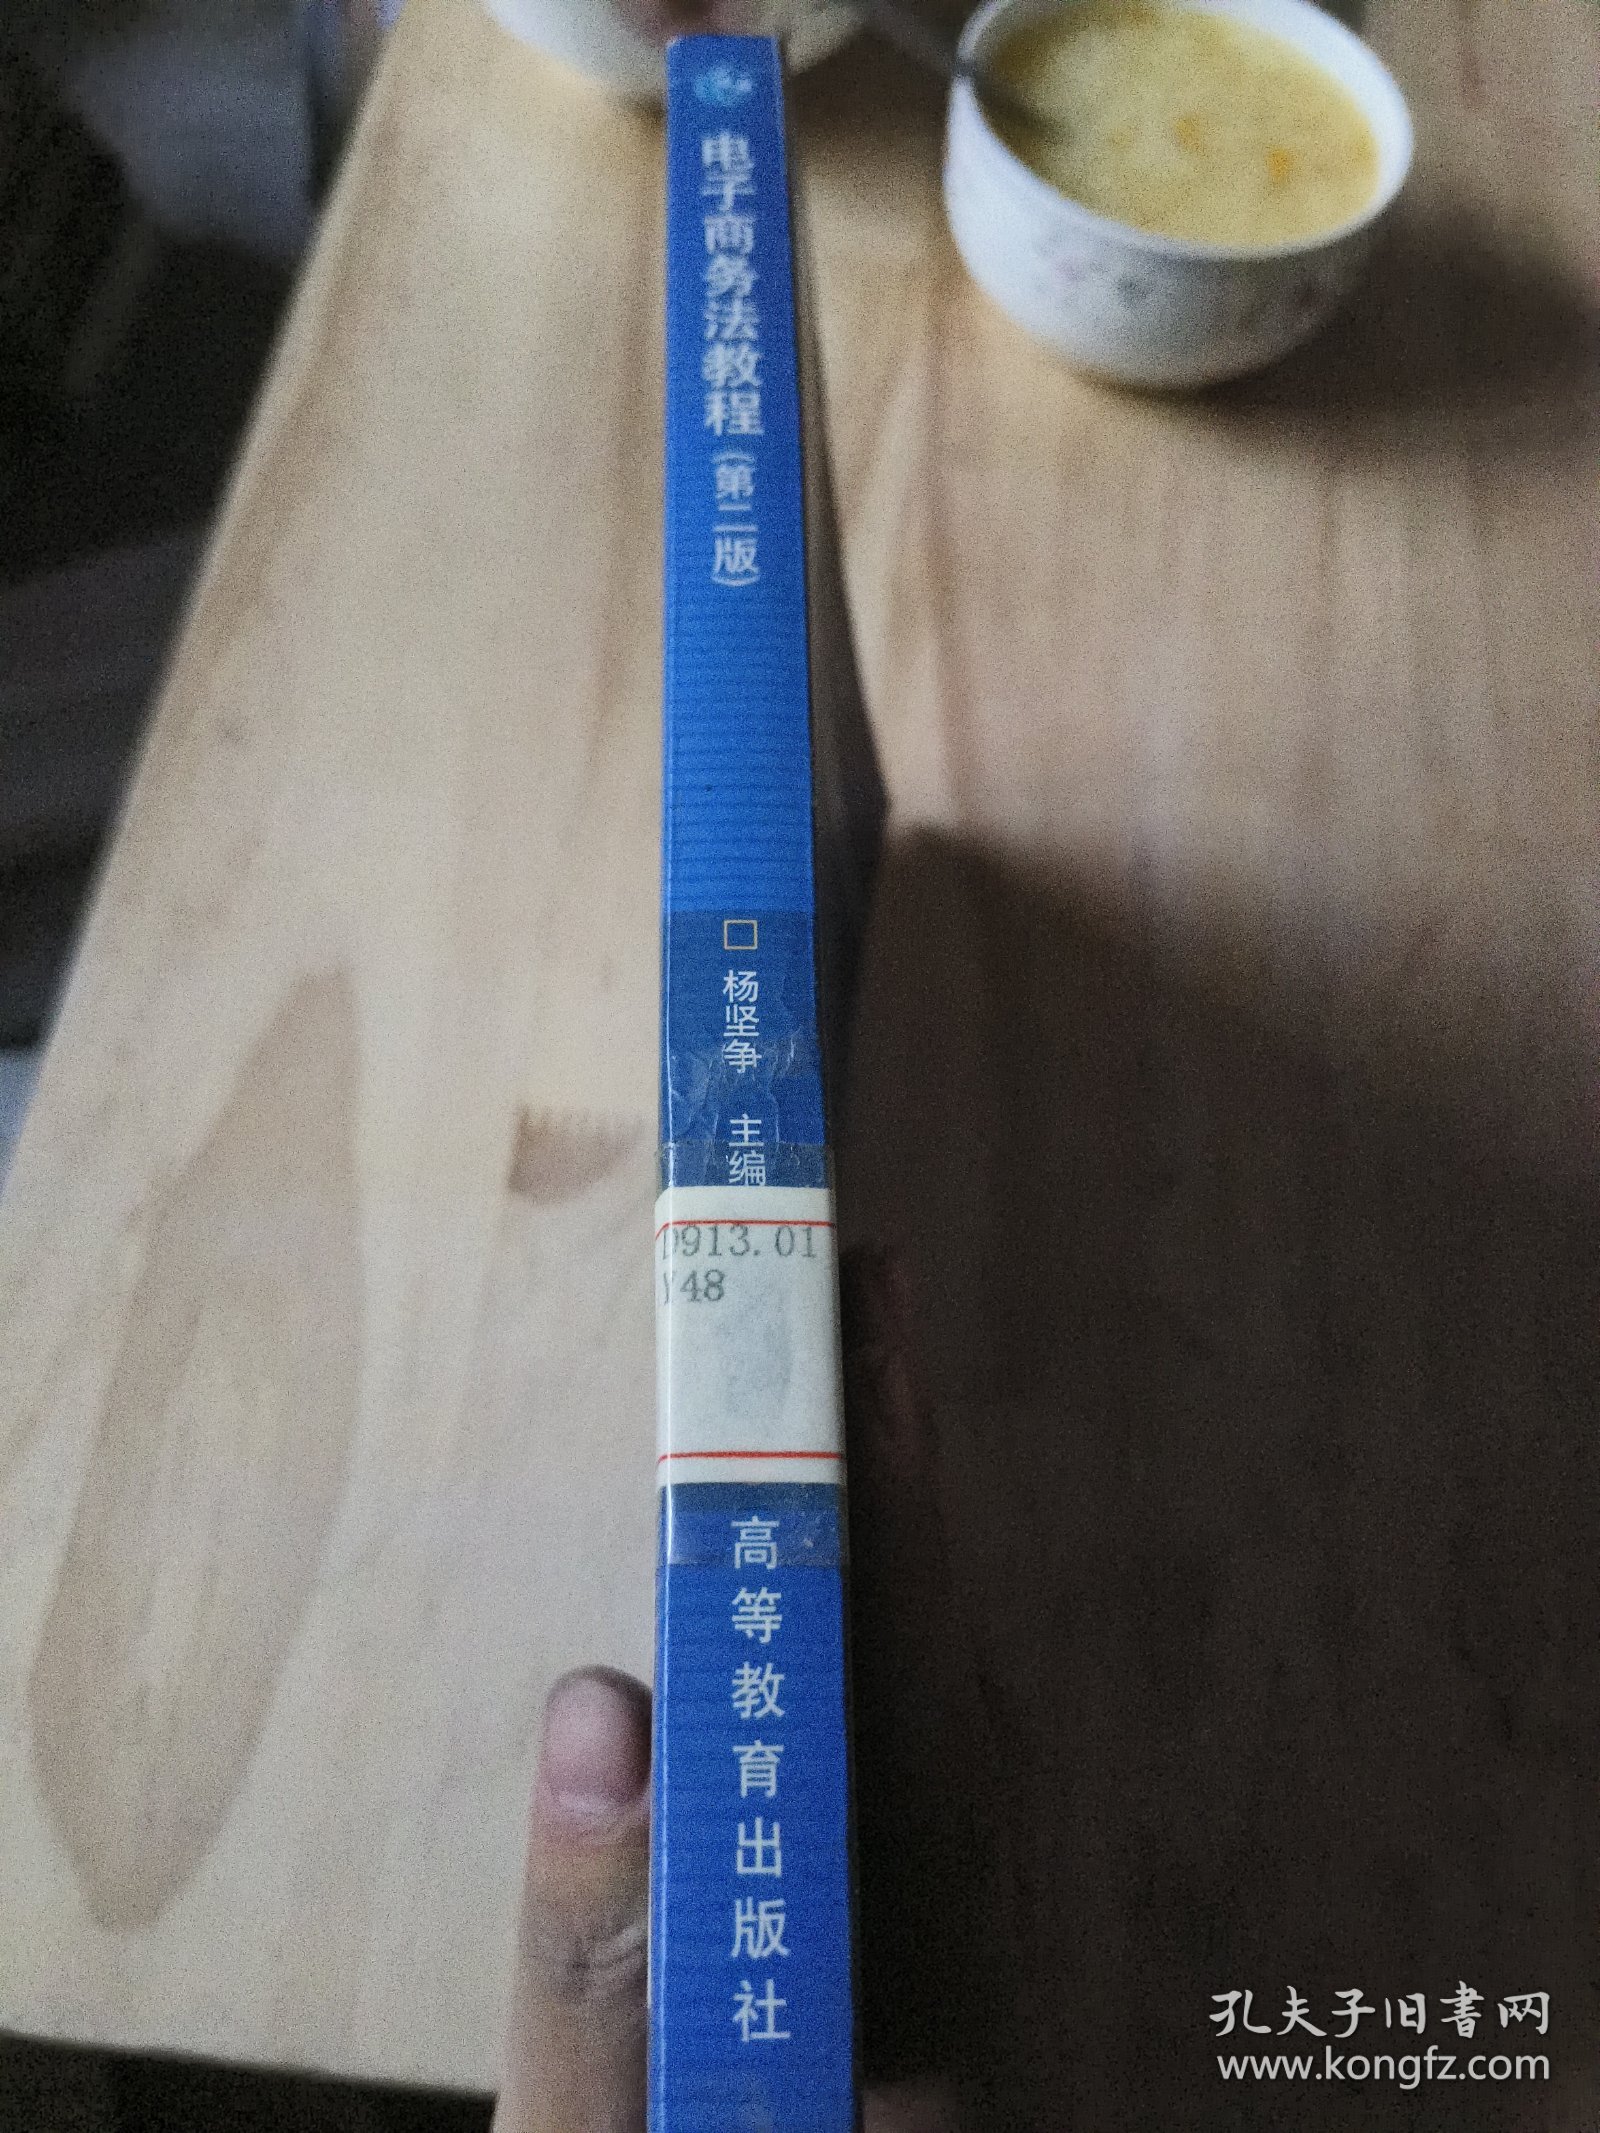 电子商务法教程(第二版)
杨坚争 主编
D913.01
Y48
高等教育出版社
孔夫子旧書网
www.kongfz.com